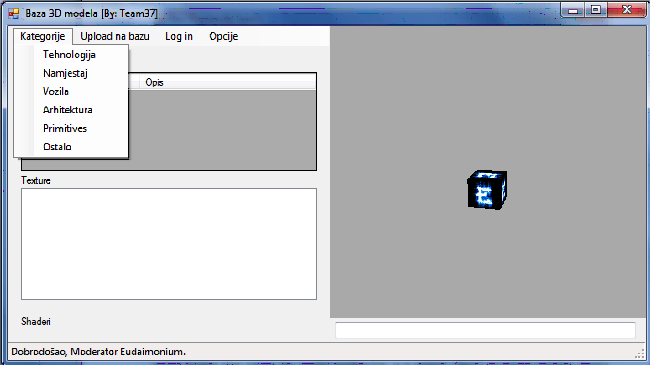 Baza 3D modela [By: Team37]
Kategorije Upload na bazu Log in Opcije
Tehnologija
Namjestaj
Vozila
Arhitektura
Primitives
Ostalo
Opis
E
Texture
Shaderi
Dobrodošao, Moderator Eudaimonium.